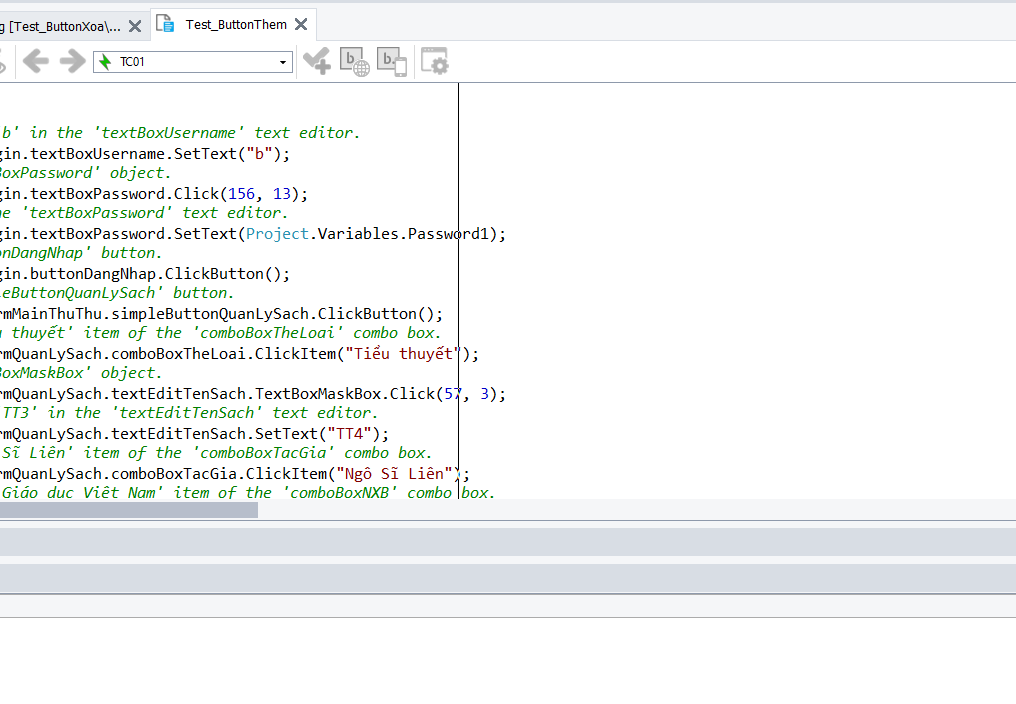 g [Test_ButtonXoa\...
Test_ButtonThem
TC01
b' in the 'textBoxUsername' text editor.
gin.textBoxUsername.SetText("b");
BoxPassword' object.
gin.textBoxPassword.Click(156, 13);
he 'textBoxPassword' text editor.
gin.textBoxPassword.SetText(Project.Variables.Password1);
onDangNhap' button.
gin.buttonDangNhap.ClickButton();
leButtonQuanLySach' button.
rmMainThuThu.simpleButtonQuanLySach.ClickButton();
u thuyết' item of the 'comboBoxTheLoai' combo box.
rmQuanLySach.comboBoxTheLoai.ClickItem("Tiểu thuyết");
BoxMaskBox' object.
rmQuanLySach.textEditTenSach.TextBoxMaskBox.Click(57, 3);
TT3' in the 'textEditTenSach' text editor.
rmQuanLySach.textEditTenSach.SetText("TT4");
Sĩ Liên' item of the 'comboBoxTacGia' combo box.
rmQuanLySach.comboBoxTacGia.ClickItem("Ngô Sĩ Liên");
Giáo dục Việt Nam' item of the 'comboBoxNXB' combo box.